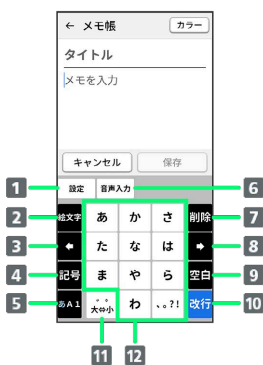 ← メモ帳 カラー
タイトル
メモを入力
キャンセル 保存
1 設定 音声入力 6
2 絵文字 あ か さ 削除 7
3 ← た な は → 8
4 記号 ま や ら 空白 9
5 あA1 ゛゜大⇔小 わ 、。?! 改行 10
11 12